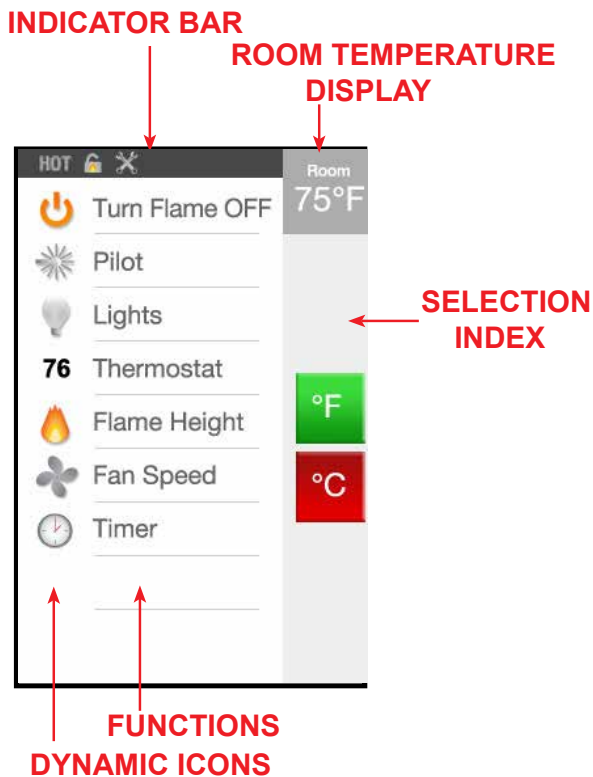 INDICATOR BAR
ROOM TEMPERATURE
DISPLAY
HOT
Room
75°F
Turn Flame OFF
Pilot
Lights
SELECTION
INDEX
76 Thermostat
°F
Flame Height
°C
Fan Speed
Timer
FUNCTIONS
DYNAMIC ICONS